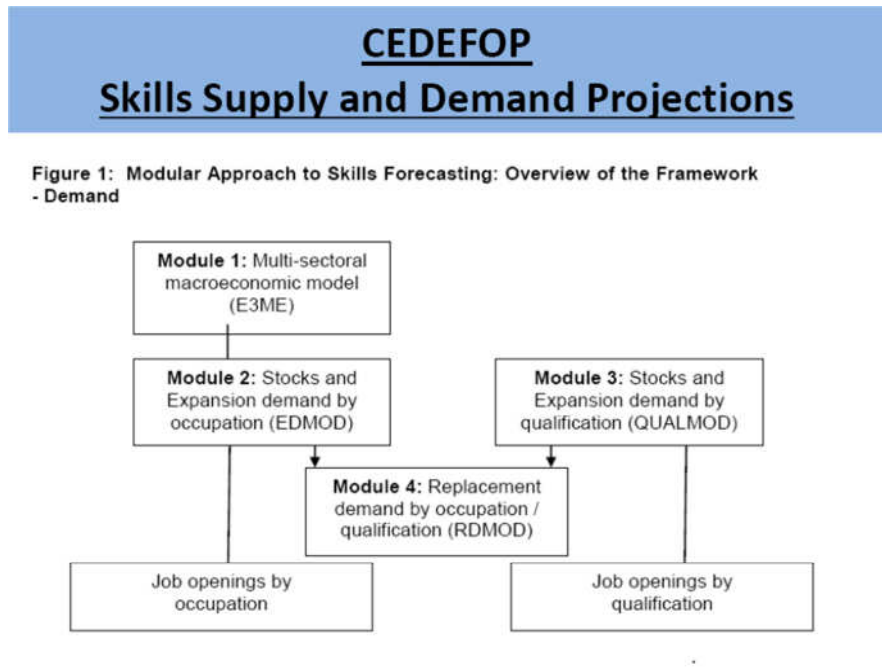 CEDEFOP
Skills Supply and Demand Projections
Figure 1: Modular Approach to Skills Forecasting: Overview of the Framework
- Demand
Module 1: Multi-sectoral
macroeconomic model
(E3ME)
Module 2: Stocks and
Expansion demand by
occupation (EDMOD)
Module 3: Stocks and
Expansion demand by
qualification (QUALMOD)
Module 4: Replacement
demand by occupation /
qualification (RDMOD)
Job openings by
occupation
Job openings by
qualification